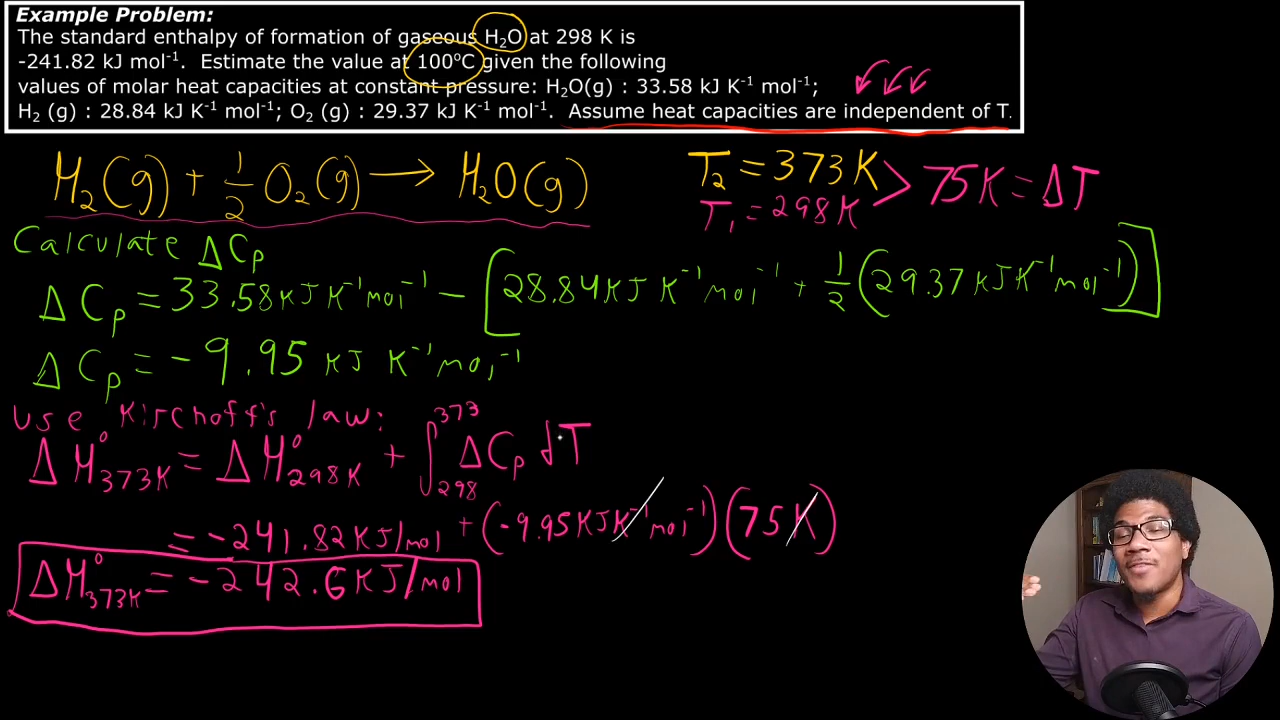 Example Problem:
The standard enthalpy of formation of gaseous H₂O at 298 K is
-241.82 kJ mol⁻¹. Estimate the value at 100ºC given the following
values of molar heat capacities at constant pressure: H₂O(g) : 33.58 kJ K⁻¹ mol⁻¹;
H₂ (g) : 28.84 kJ K⁻¹ mol⁻¹; O₂ (g) : 29.37 kJ K⁻¹ mol⁻¹. Assume heat capacities are independent of T.
H₂(g) + 1/2 O₂(g) → H₂O(g)
T₂ = 373K
T₁ = 298K
> 75K = ΔT
Calculate ΔCp
ΔCp = 33.58 kJ K⁻¹ mol⁻¹ - [28.84 kJ K⁻¹ mol⁻¹ + 1/2 (29.37 kJ K⁻¹ mol⁻¹)]
ΔCp = -9.95 kJ K⁻¹ mol⁻¹
Use Kirchoff's law:
ΔH°373K = ΔH°298K + ∫₂₉₈³⁷³ ΔCp dT
= -241.82 KJ/mol + (-9.95 KJ K⁻¹ mol⁻¹)(75K)
ΔH°373K = -242.6 KJ/mol